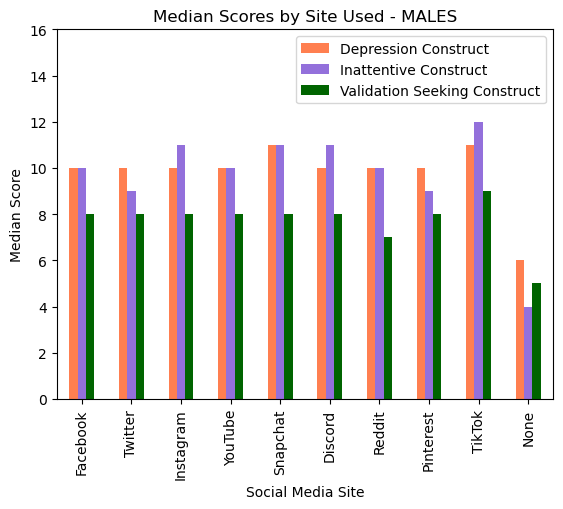 Median Scores by Site Used - MALES
Depression Construct
Inattentive Construct
Validation Seeking Construct
Median Score
16
14
12
10
8
6
4
2
0
Facebook
Twitter
Instagram
YouTube
Snapchat
Discord
Reddit
Pinterest
TikTok
None
Social Media Site